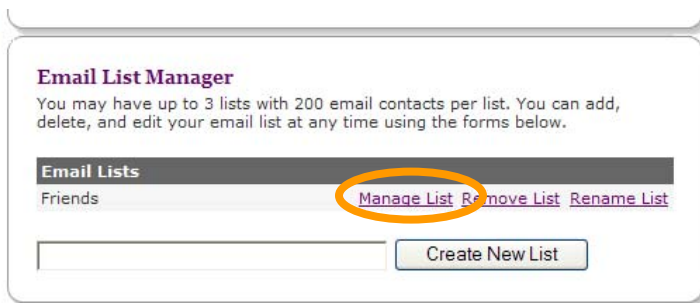 Email List Manager
You may have up to 3 lists with 200 email contacts per list. You can add,
delete, and edit your email list at any time using the forms below.
Email Lists
Friends Manage List Remove List Rename List
Create New List